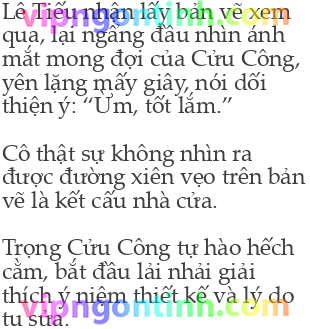 Lê Tiếu nhận lấy bản vẽ xem
qua, lại ngẩng đầu nhìn ánh
mắt mong đợi của Cửu Công,
yên lặng mấy giây, nói dối
thiện ý: “Ừm, tốt lắm.”
Cô thật sự không nhìn ra
được đường xiên vẹo trên bản
vẽ là kết cấu nhà cửa.
Trọng Cửu Công tự hào hếch
cằm, bắt đầu lải nhải giải
thích ý niệm thiết kế và lý do
tu sửa.
vipngontinh.com
vipngontinh.com